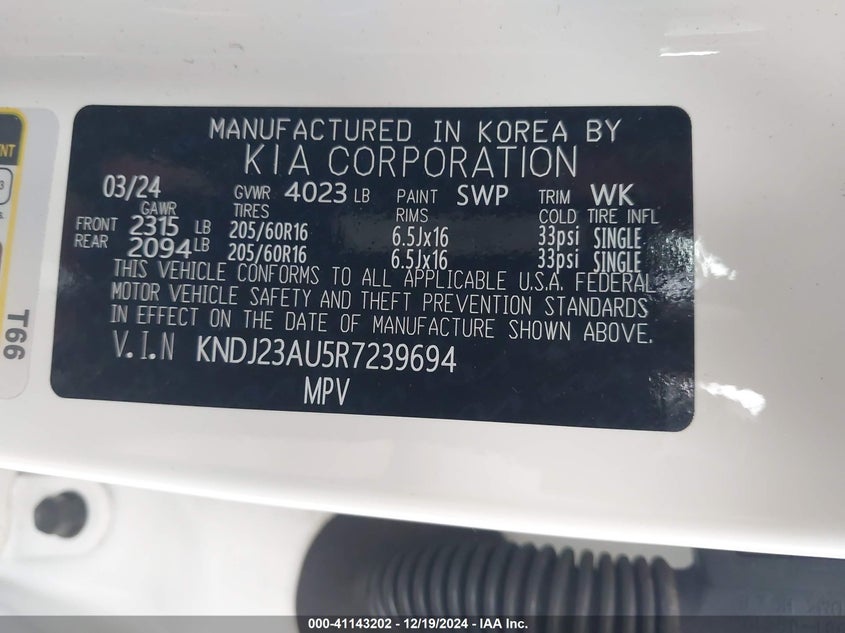 MANUFACTURED IN KOREA BY
KIA CORPORATION
03/24 GVWR 4023 LB PAINT SWP TRIM WK
GAWR TIRES RIMS COLD TIRE INFL
FRONT 2315 LB 205/60R16 6.5Jx16 33psi SINGLE
REAR 2094 LB 205/60R16 6.5Jx16 33psi SINGLE
THIS VEHICLE CONFORMS TO ALL APPLICABLE U.S.A. FEDERAL
MOTOR VEHICLE SAFETY AND THEFT PREVENTION STANDARDS
IN EFFECT ON THE DATE OF MANUFACTURE SHOWN ABOVE.
V.I.N KNDJ23AU5R7239694
MPV
T66
000-41143202 - 12/19/2024 - IAA Inc.